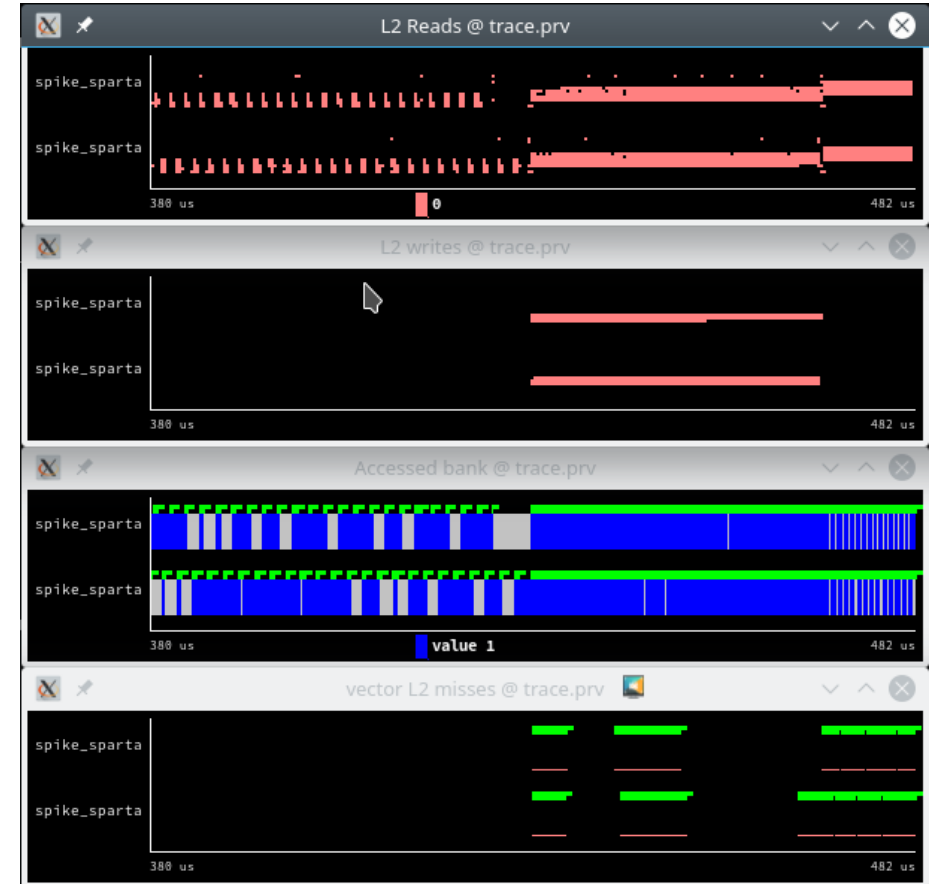 L2 Reads @ trace.prv
spike_sparta
spike_sparta
380 us
0
482 us
L2 writes @ trace.prv
spike_sparta
spike_sparta
380 us
482 us
Accessed bank @ trace.prv
spike_sparta
spike_sparta
380 us
value 1
482 us
vector L2 misses @ trace.prv
spike_sparta
spike_sparta
380 us
482 us